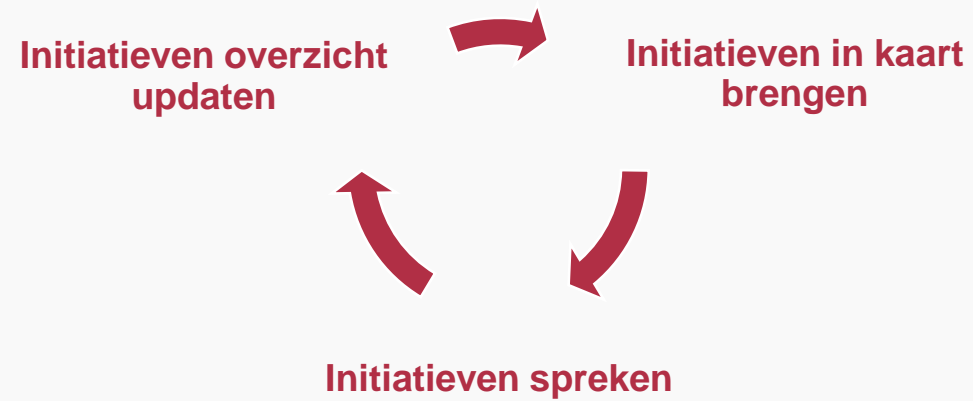 Initiatieven overzicht
updaten
Initiatieven in kaart
brengen
Initiatieven spreken